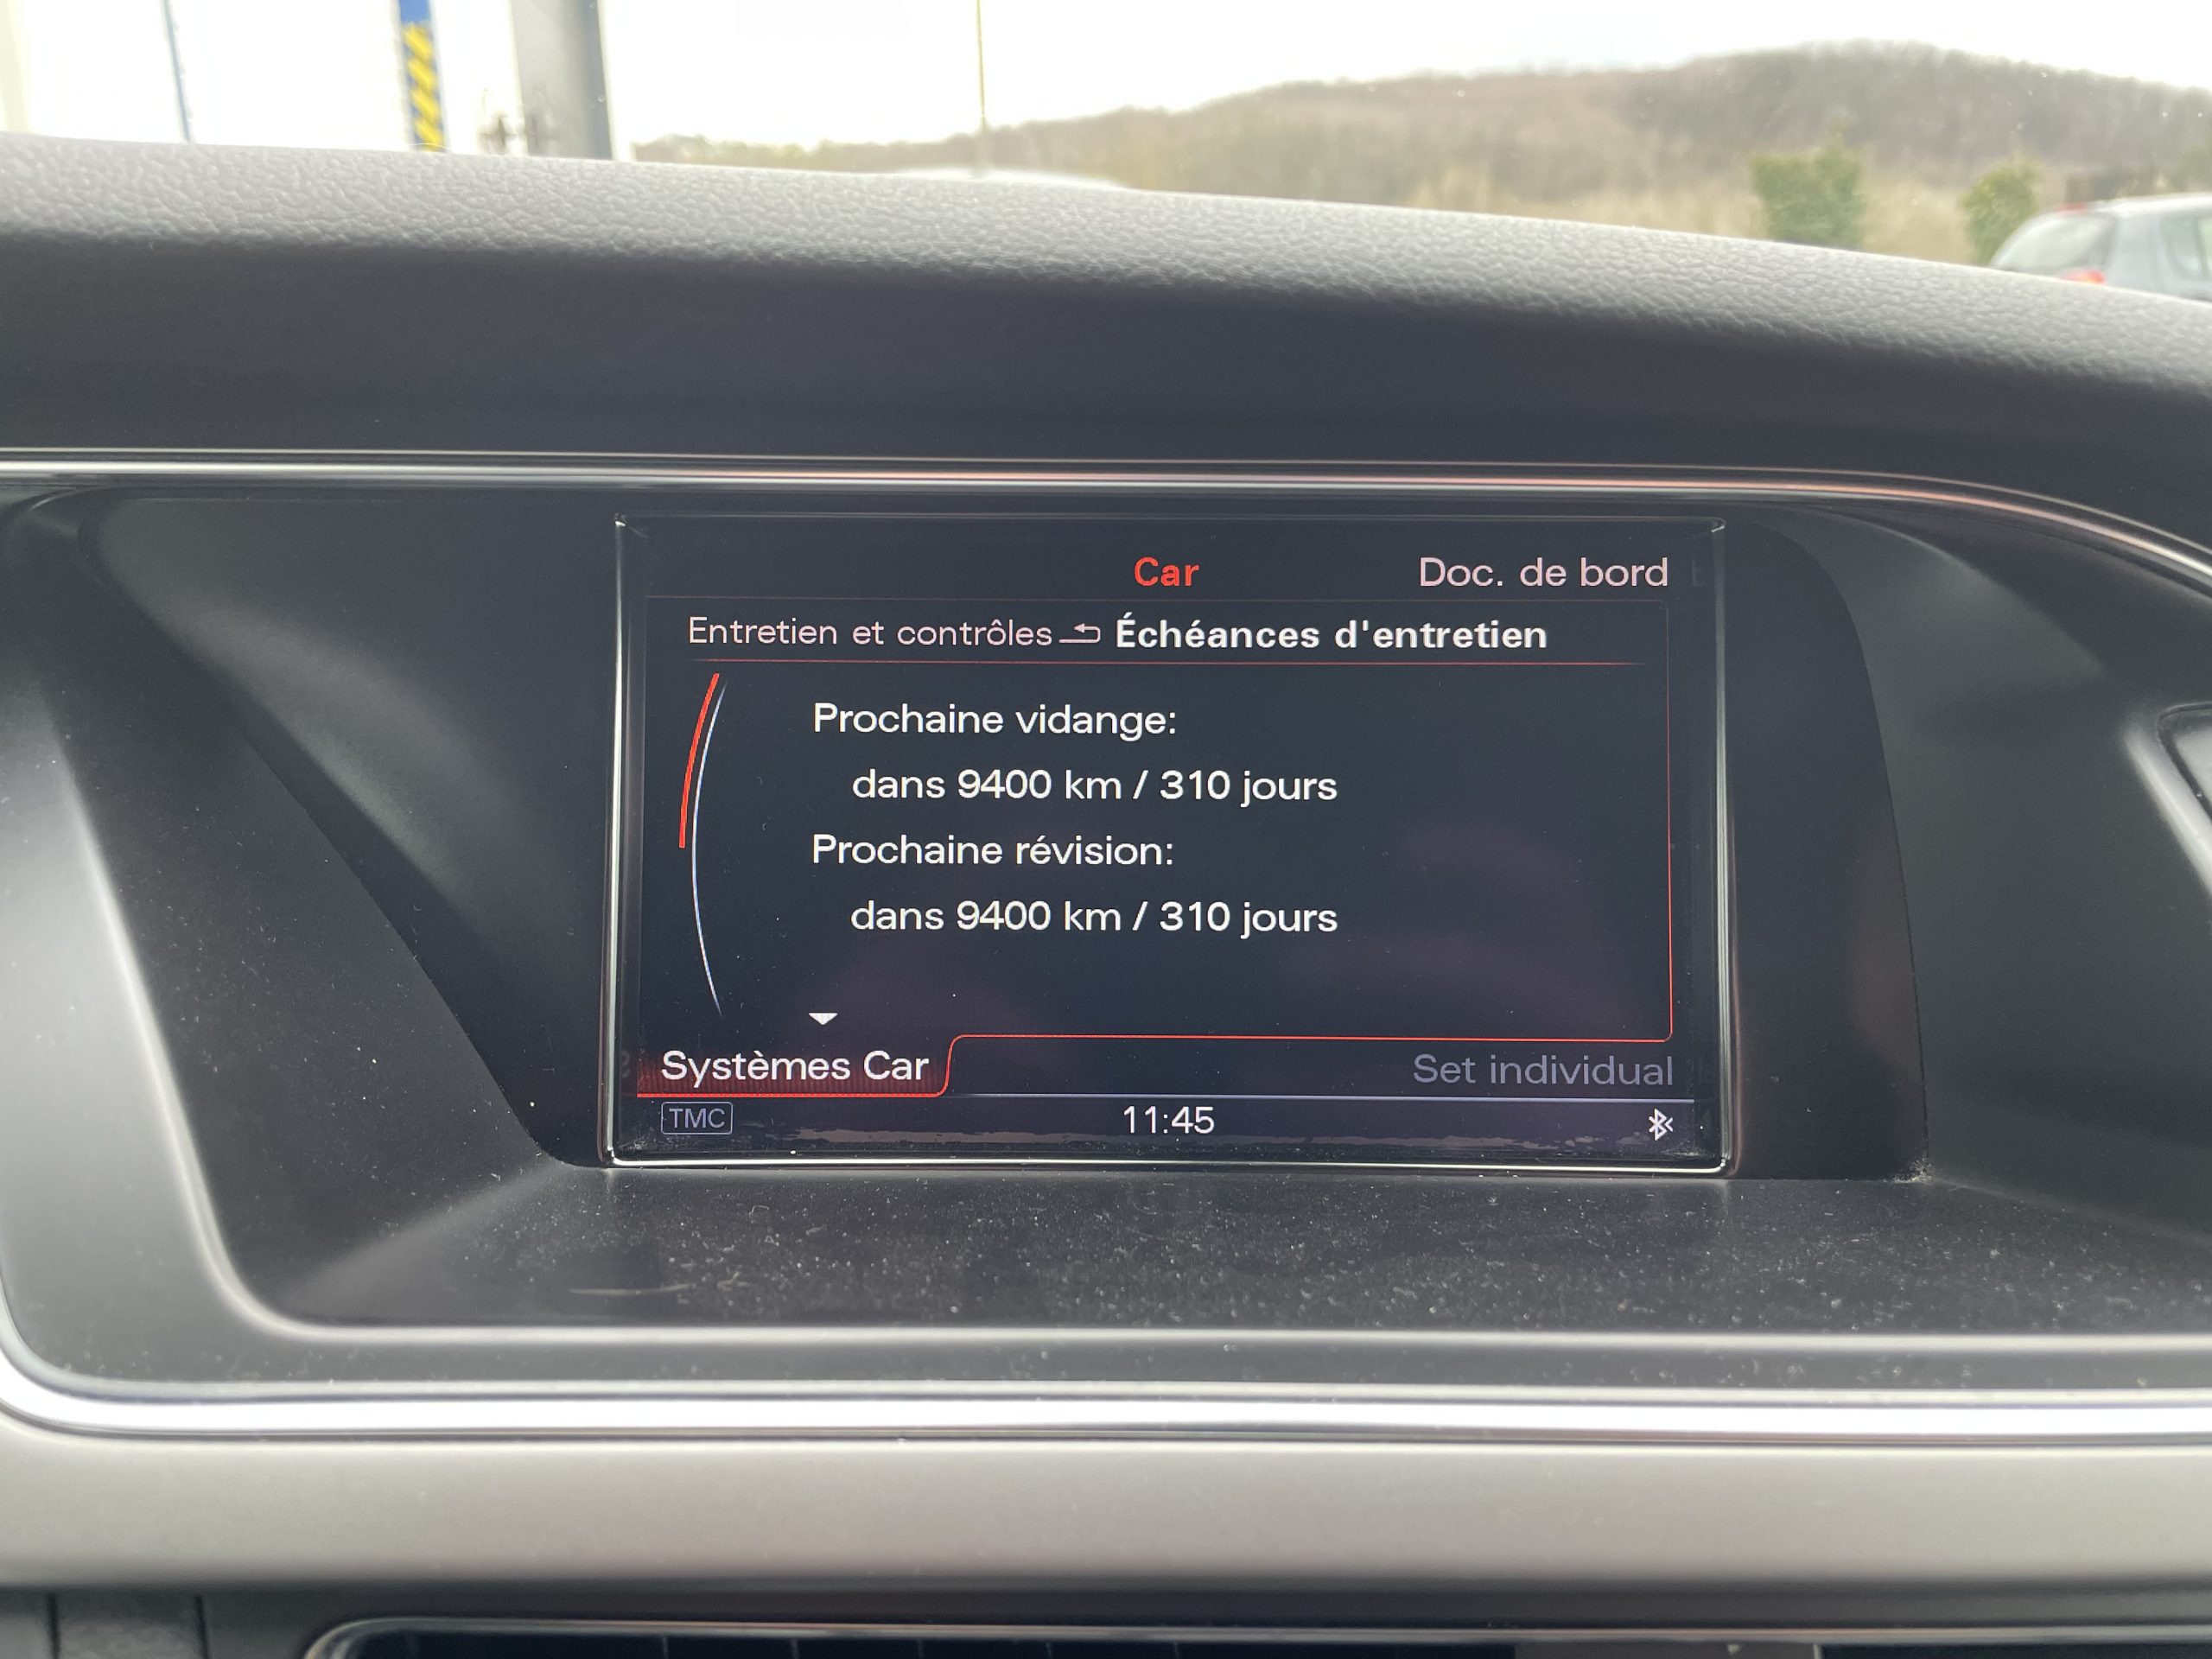 Car Doc. de bord
Entretien et contrôles Échéances d'entretien
Prochaine vidange:
dans 9400 km / 310 jours
Prochaine révision:
dans 9400 km / 310 jours
Systèmes Car Set individual
TMC 11:45